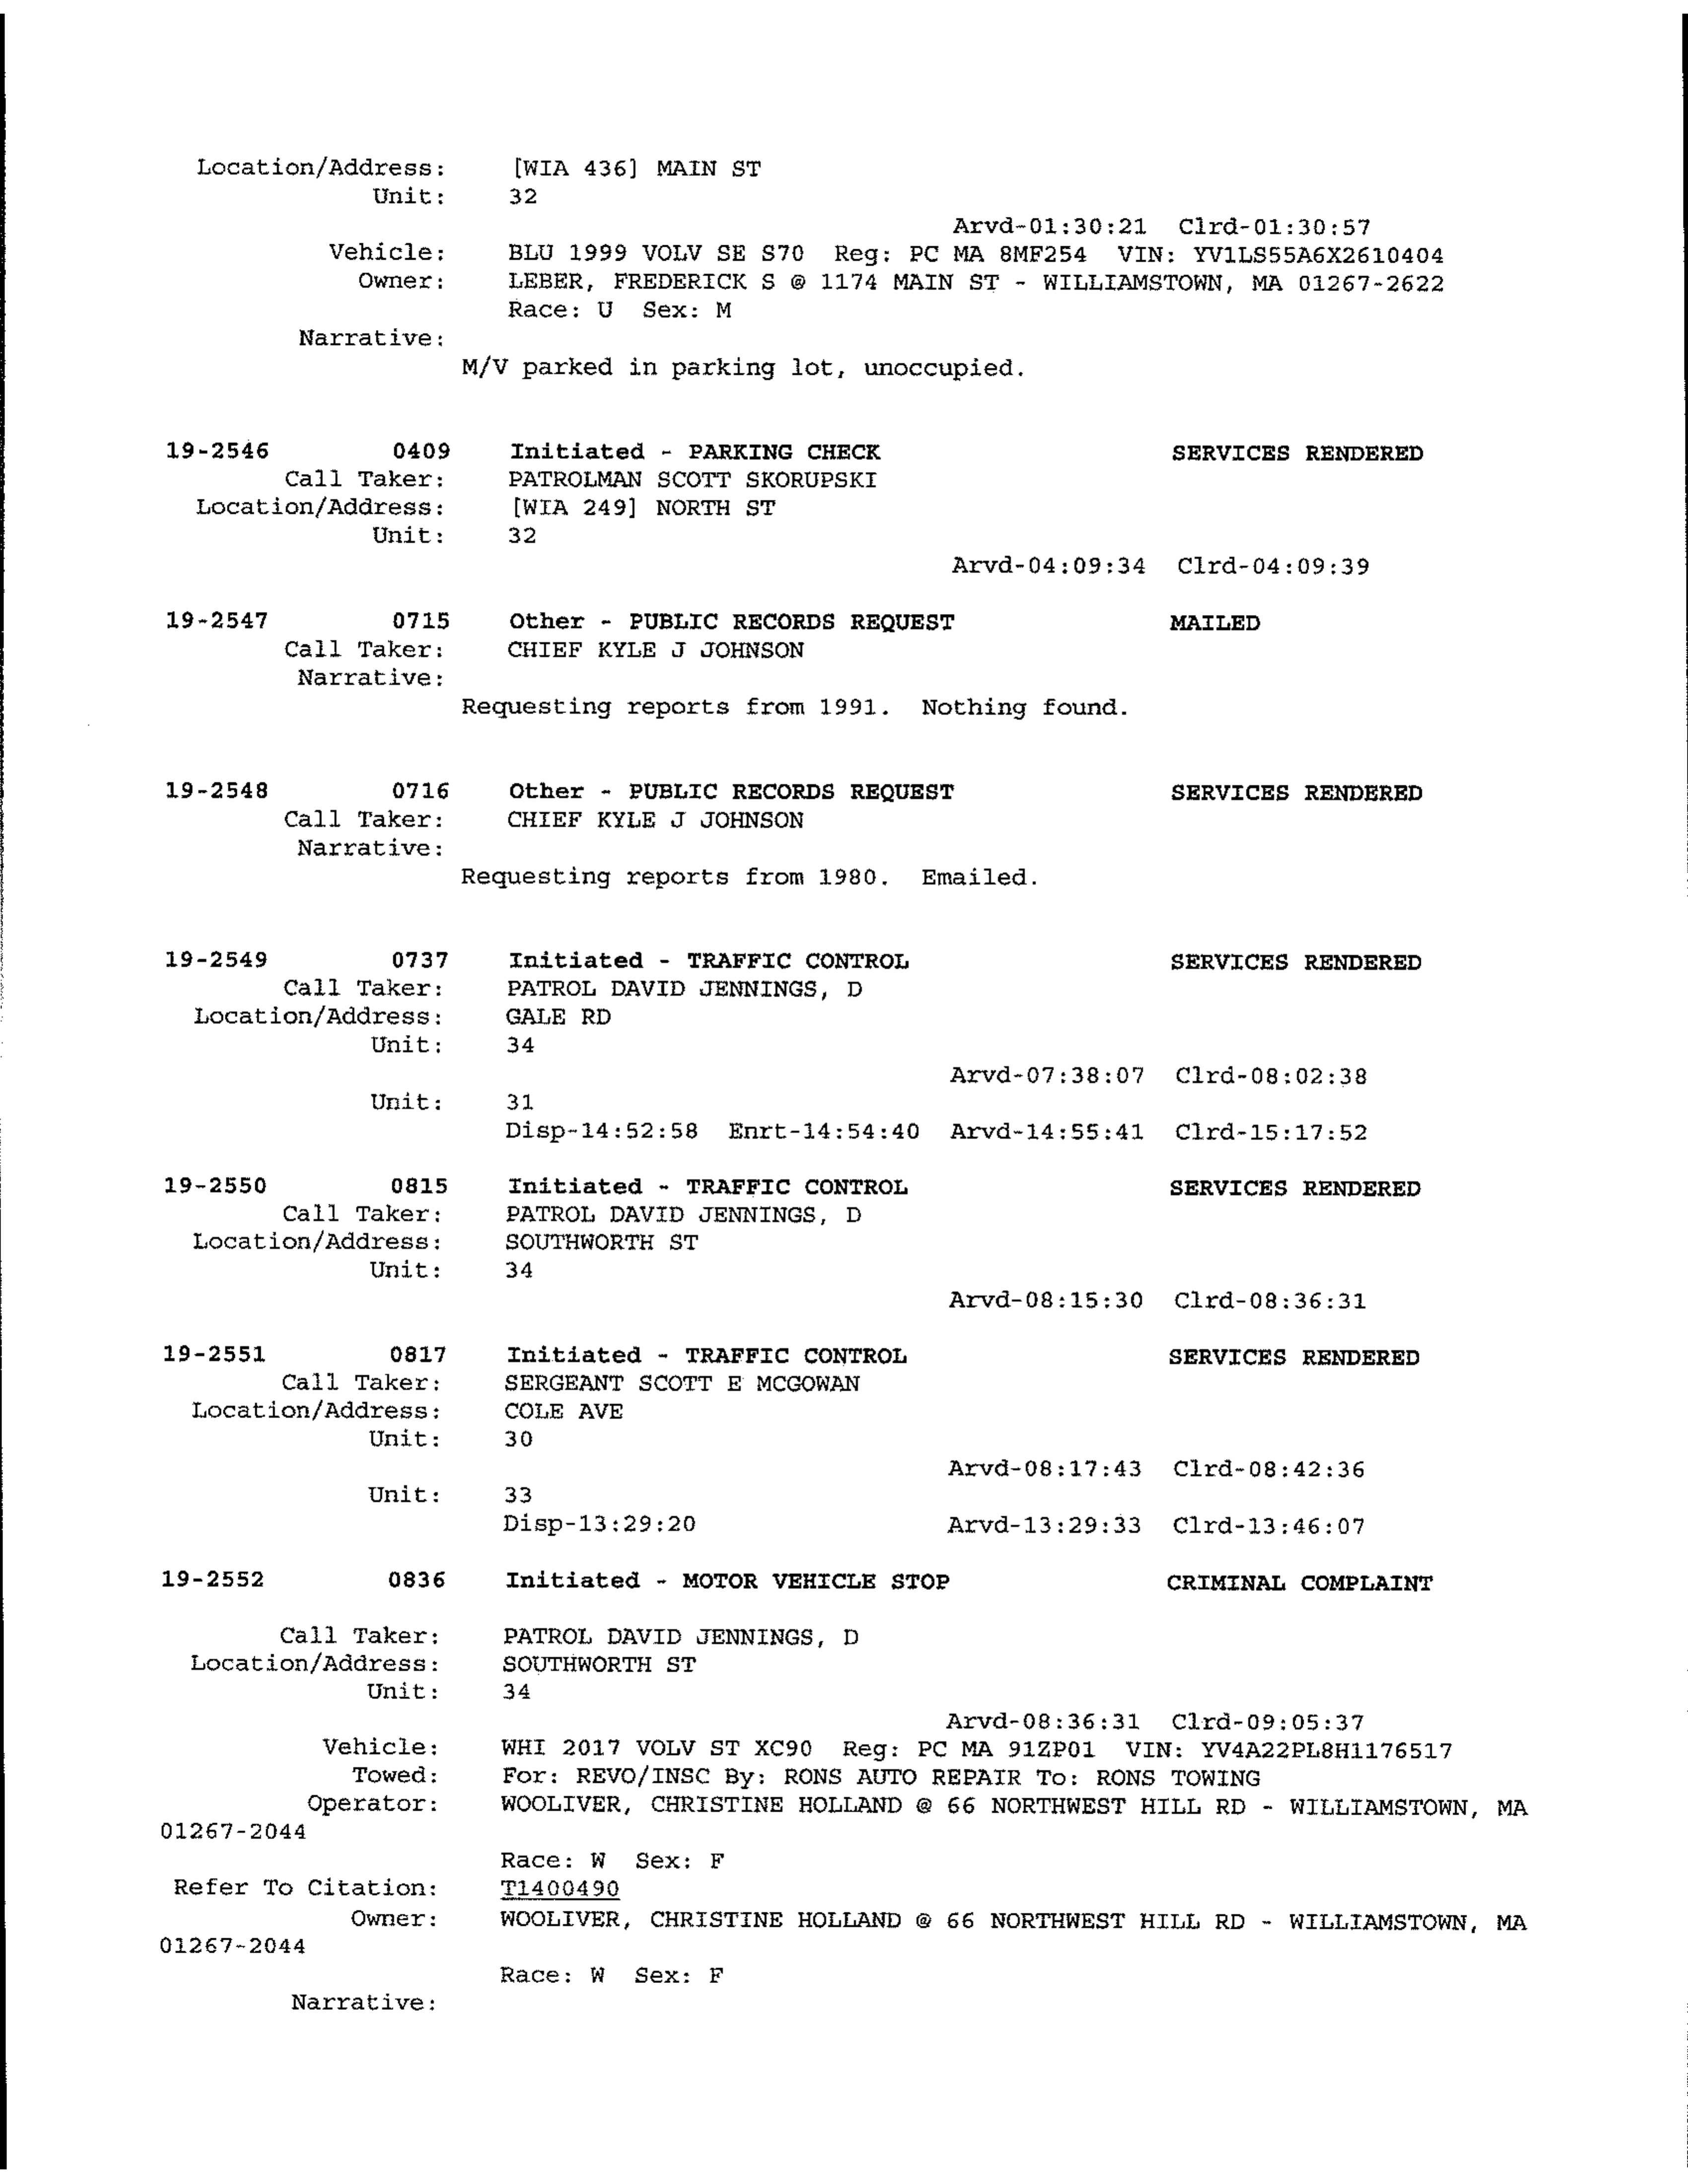 Location/Address: [WIA 436] MAIN ST
Unit: 32
Arvd-01:30:21 Clrd-01:30:57
Vehicle: BLU 1999 VOLV SE S70 Reg: PC MA 8MF254 VIN: YV1LS55A6X2610404
Owner: LEBER, FREDERICK S @ 1174 MAIN ST - WILLIAMSTOWN, MA 01267-2622
Race: U Sex: M
Narrative:
M/V parked in parking lot, unoccupied.
19-2546 0409 Initiated - PARKING CHECK SERVICES RENDERED
Call Taker: PATROLMAN SCOTT SKORUPSKI
Location/Address: [WIA 249] NORTH ST
Unit: 32
Arvd-04:09:34 Clrd-04:09:39
19-2547 0715 Other - PUBLIC RECORDS REQUEST MAILED
Call Taker: CHIEF KYLE J JOHNSON
Narrative:
Requesting reports from 1991. Nothing found.
19-2548 0716 Other - PUBLIC RECORDS REQUEST SERVICES RENDERED
Call Taker: CHIEF KYLE J JOHNSON
Narrative:
Requesting reports from 1980. Emailed.
19-2549 0737 Initiated - TRAFFIC CONTROL SERVICES RENDERED
Call Taker: PATROL DAVID JENNINGS, D
Location/Address: GALE RD
Unit: 34
Arvd-07:38:07 Clrd-08:02:38
Unit: 31
Disp-14:52:58 Enrt-14:54:40 Arvd-14:55:41 Clrd-15:17:52
19-2550 0815 Initiated - TRAFFIC CONTROL SERVICES RENDERED
Call Taker: PATROL DAVID JENNINGS, D
Location/Address: SOUTHWORTH ST
Unit: 34
Arvd-08:15:30 Clrd-08:36:31
19-2551 0817 Initiated - TRAFFIC CONTROL SERVICES RENDERED
Call Taker: SERGEANT SCOTT E MCGOWAN
Location/Address: COLE AVE
Unit: 30
Arvd-08:17:43 Clrd-08:42:36
Unit: 33
Disp-13:29:20 Arvd-13:29:33 Clrd-13:46:07
19-2552 0836 Initiated - MOTOR VEHICLE STOP CRIMINAL COMPLAINT
Call Taker: PATROL DAVID JENNINGS, D
Location/Address: SOUTHWORTH ST
Unit: 34
Arvd-08:36:31 Clrd-09:05:37
Vehicle: WHI 2017 VOLV ST XC90 Reg: PC MA 91ZP01 VIN: YV4A22PL8H1176517
Towed: For: REVO/INSC By: RONS AUTO REPAIR To: RONS TOWING
Operator: WOOLIVER, CHRISTINE HOLLAND @ 66 NORTHWEST HILL RD - WILLIAMSTOWN, MA
01267-2044
Race: W Sex: F
Refer To Citation: T1400490
Owner: WOOLIVER, CHRISTINE HOLLAND @ 66 NORTHWEST HILL RD - WILLIAMSTOWN, MA
01267-2044
Race: W Sex: F
Narrative: